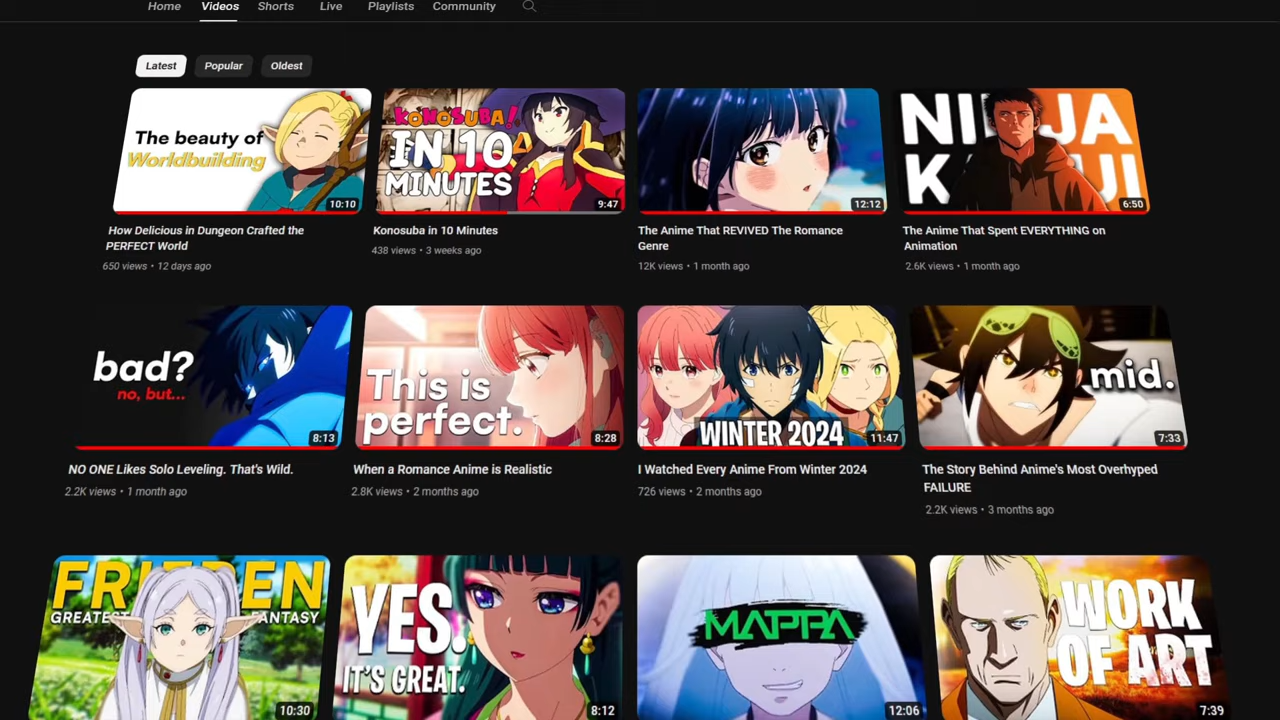 Home Videos Shorts Live Playlists Community
Latest Popular Oldest
The beauty of
Worldbuilding
10:10
How Delicious in Dungeon Crafted the
PERFECT World
650 views • 12 days ago
KONOSUBA!
IN 10
MINUTES
9:47
Konosuba in 10 Minutes
438 views • 3 weeks ago
12:12
The Anime That REVIVED The Romance
Genre
12K views • 1 month ago
NINJA
K UI
6:50
The Anime That Spent EVERYTHING on
Animation
2.6K views • 1 month ago
bad?
no, but...
8:13
NO ONE Likes Solo Leveling. That's Wild.
2.2K views • 1 month ago
This is
perfect.
8:28
When a Romance Anime is Realistic
2.8K views • 2 months ago
WINTER 2024
11:47
I Watched Every Anime From Winter 2024
726 views • 2 months ago
mid.
7:33
The Story Behind Anime's Most Overhyped
FAILURE
2.2K views • 3 months ago
FRIEREN
GREATEST FANTASY
10:30
YES.
IT'S GREAT.
8:12
MAPPA
12:06
WORK
OF ART
7:39